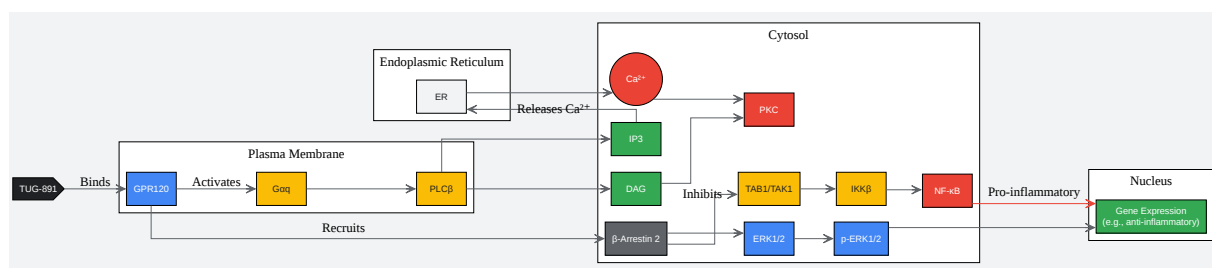 Cytosol
Endoplasmic Reticulum
ER
Ca²⁺
Releases Ca²⁺
PKC
IP3
Plasma Membrane
TUG-891
Binds
GPR120
Activates
Gαq
PLCβ
DAG
Inhibits
TAB1/TAK1
IKKβ
NF-κB
Pro-inflammatory
Nucleus
Gene Expression
(e.g., anti-inflammatory)
Recruits
β-Arrestin 2
ERK1/2
p-ERK1/2